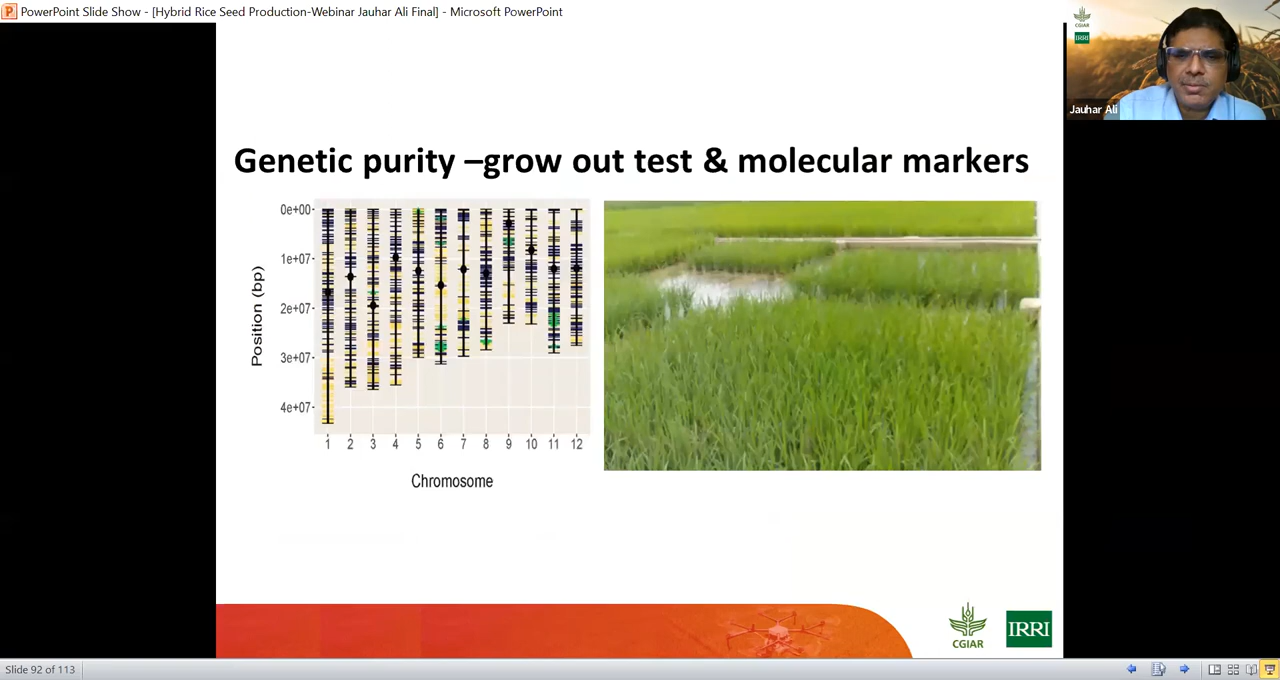 PowerPoint Slide Show - [Hybrid Rice Seed Production-Webinar Jauhar Ali Final] - Microsoft PowerPoint
CGIAR
IRRI
Jauhar Ali
Genetic purity –grow out test & molecular markers
0e+00
1e+07
2e+07
3e+07
4e+07
Position (bp)
1 2 3 4 5 6 7 8 9 10 11 12
Chromosome
CGIAR
IRRI
Slide 92 of 113